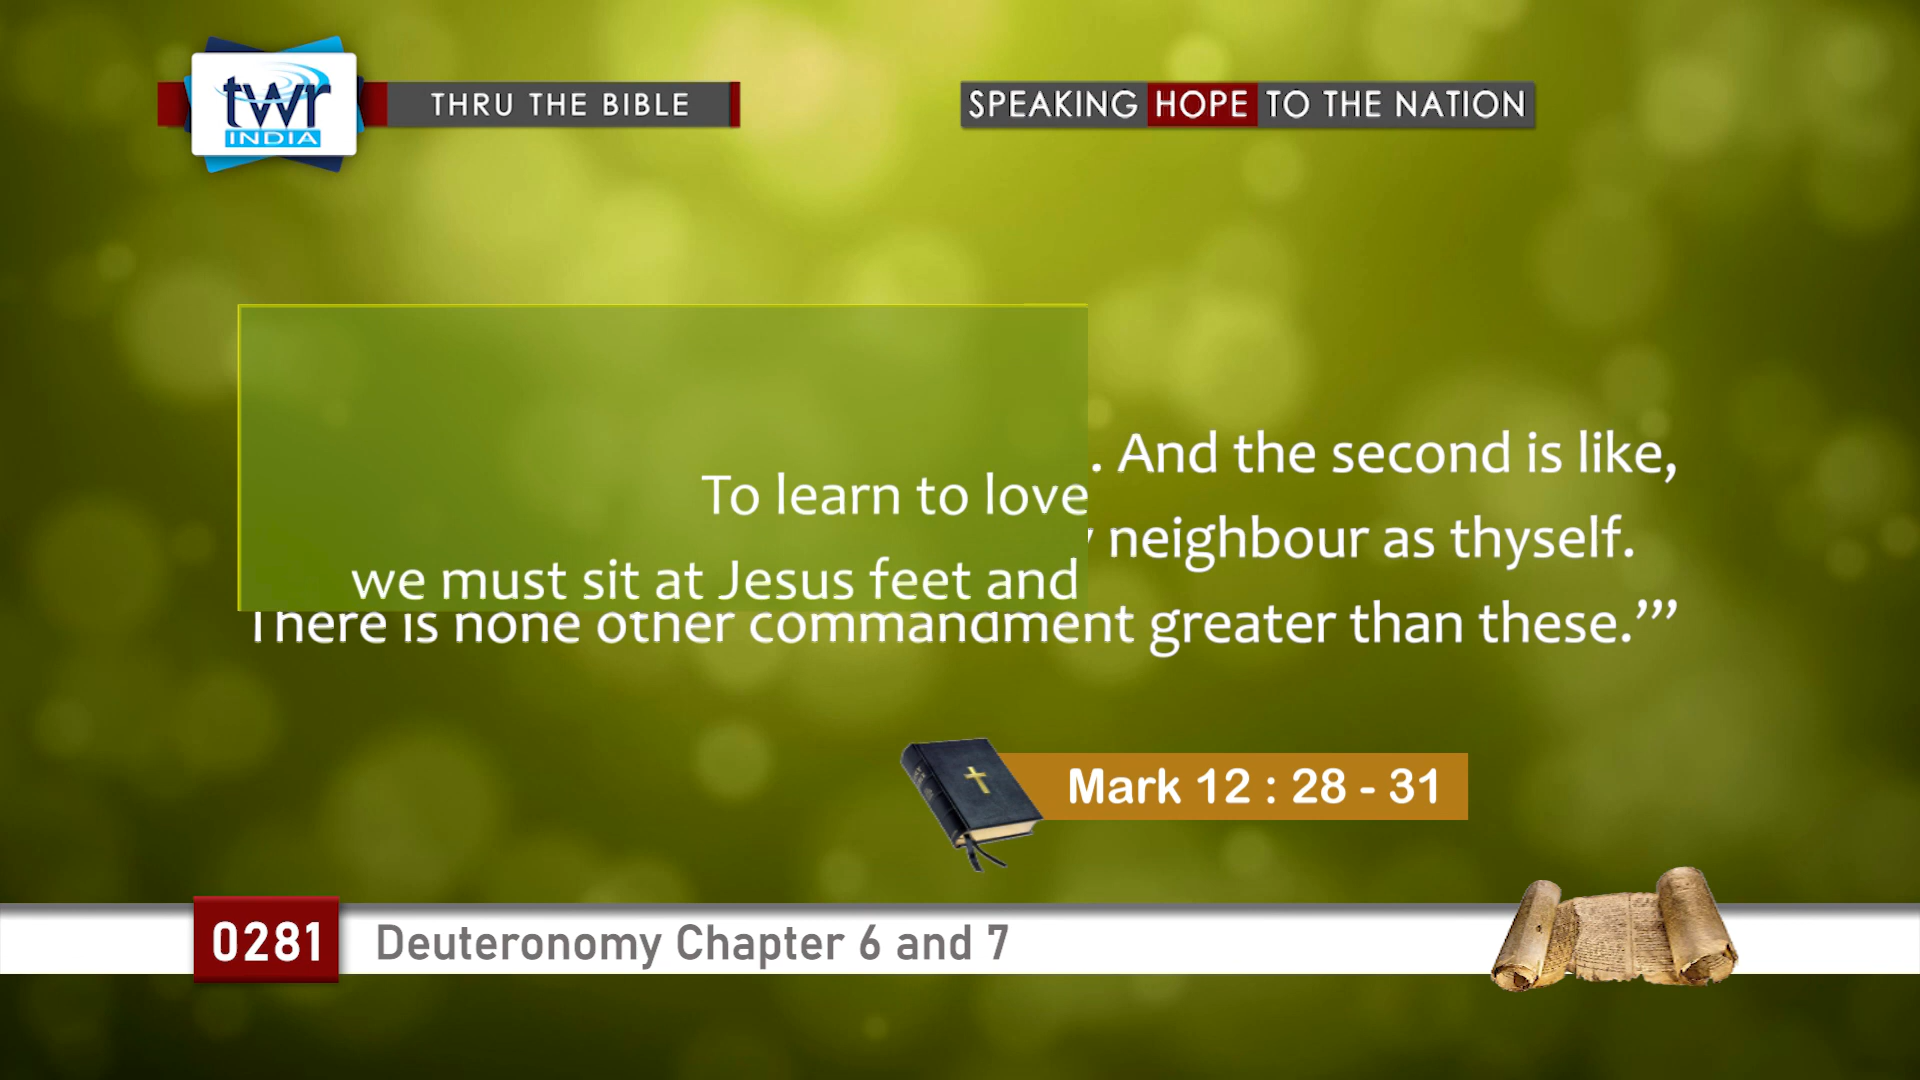 twr
INDIA
THRU THE BIBLE
SPEAKING HOPE TO THE NATION
. And the second is like,
To learn to love
neighbour as thyself.
we must sit at Jesus feet and
There is none other commandment greater than these.’”
Mark 12 : 28 - 31
0281 Deuteronomy Chapter 6 and 7